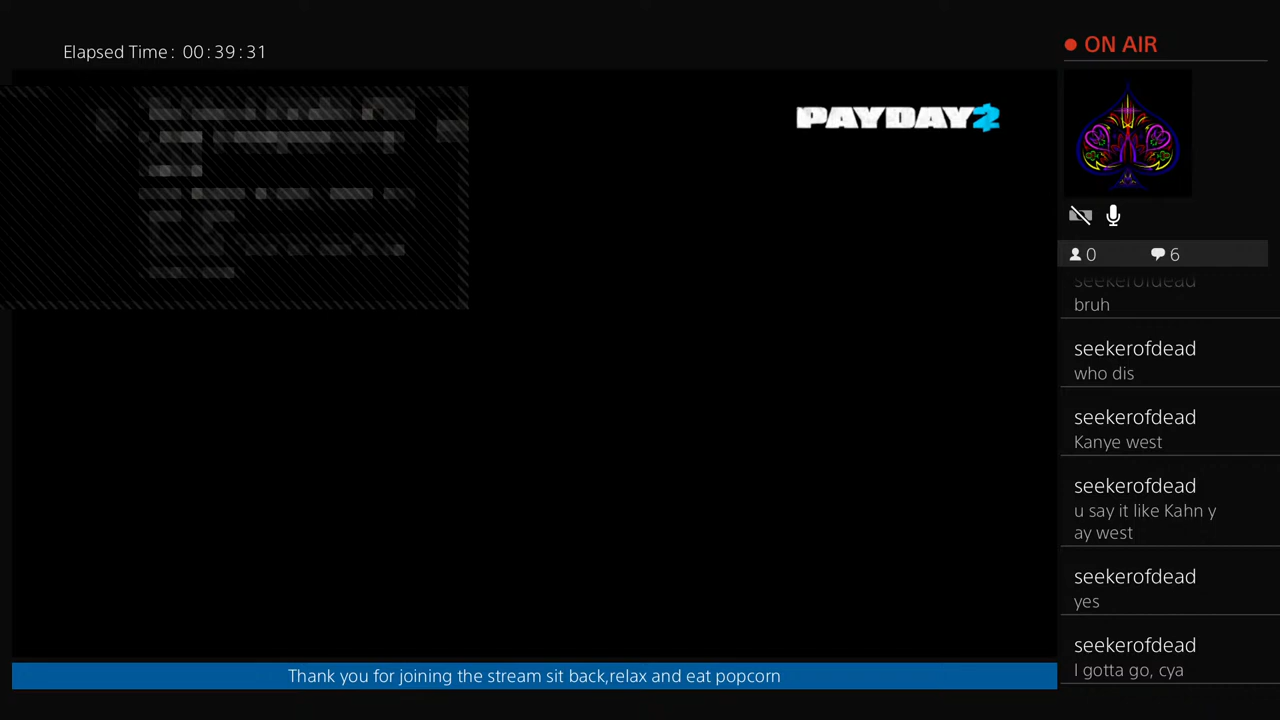 Elapsed Time: 00:39:31
ON AIR
PAYDAY2
0
6
seekerofdead
bruh
seekerofdead
who dis
seekerofdead
Kanye west
seekerofdead
u say it like Kahn y
ay west
seekerofdead
yes
seekerofdead
I gotta go, cya
Thank you for joining the stream sit back,relax and eat popcorn